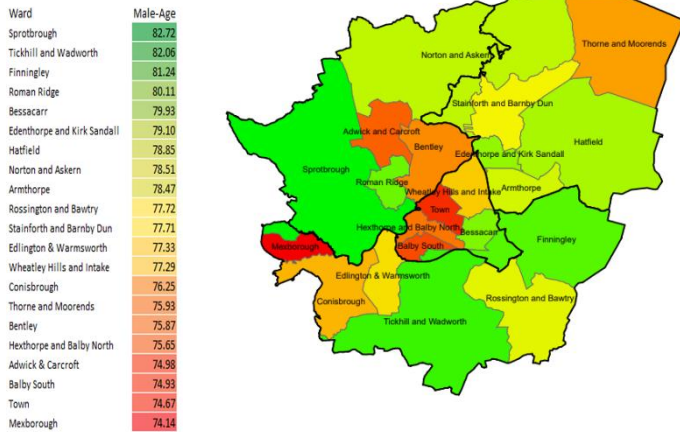 Ward Male-Age
Sprotbrough 82.72
Tickhill and Wadworth 82.06
Finningley 81.24
Roman Ridge 80.11
Bessacarr 79.93
Edenthorpe and Kirk Sandall 79.10
Hatfield 78.85
Norton and Askern 78.51
Armthorpe 78.47
Rossington and Bawtry 77.72
Stainforth and Barnby Dun 77.71
Edlington & Warmsworth 77.33
Wheatley Hills and Intake 77.29
Conisbrough 76.25
Thorne and Moorends 75.93
Bentley 75.87
Hexthorpe and Balby North 75.65
Adwick & Carcroft 74.98
Balby South 74.93
Town 74.67
Mexborough 74.14
Thorne and Moorends
Norton and Askern
Stainforth and Barnby Dun
Adwick and Carcroft
Bentley
Hatfield
Edenthorpe and Kirk Sandall
Sprotbrough
Roman Ridge
Wheatley Hills and Intake
Armthorpe
Town
Hexthorpe and Balby North
Bessacarr
Mexborough
Balby South
Finningley
Edlington & Warmsworth
Conisbrough
Rossington and Bawtry
Tickhill and Wadworth